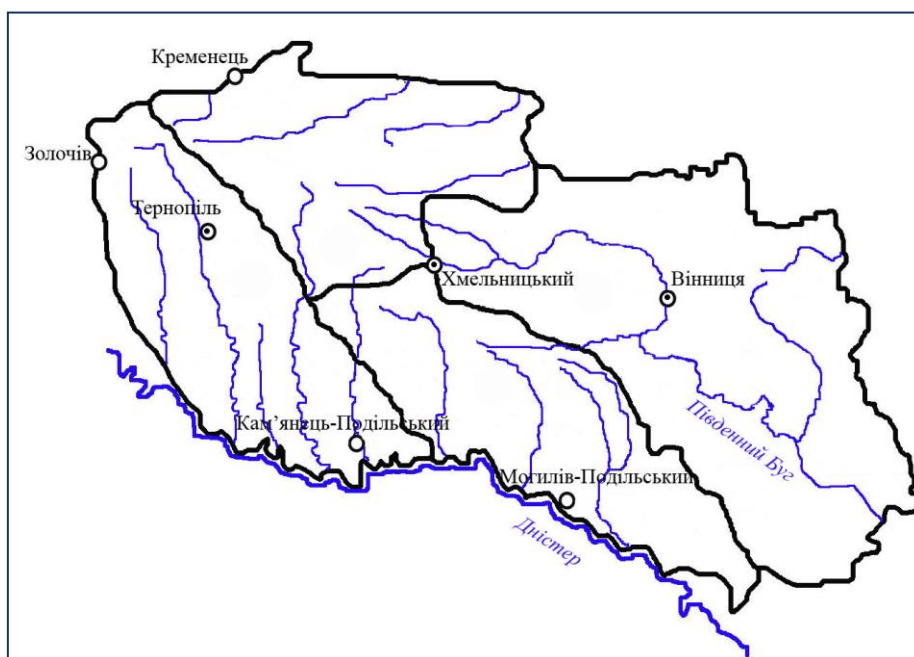 Кременець
Золочів
Тернопіль
Хмельницький
Вінниця
Кам’янець-Подільський
Південний Буг
Могилів-Подільський
Дністер